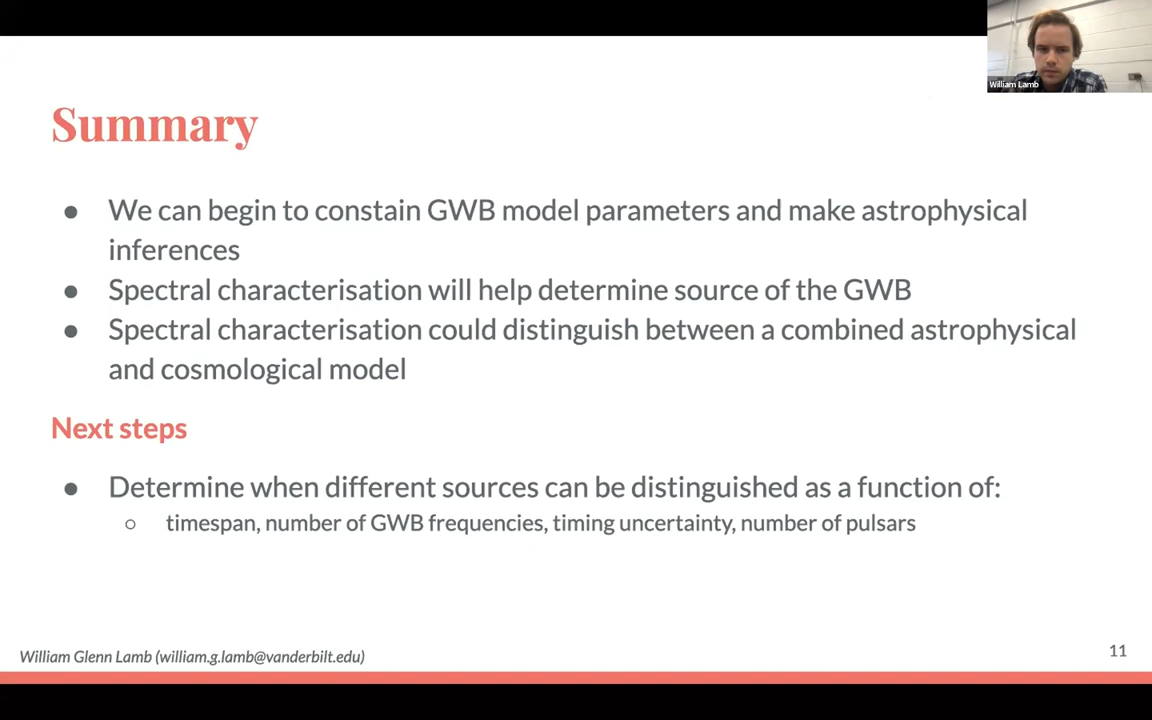 William Lamb
Summary
● We can begin to constain GWB model parameters and make astrophysical
inferences
● Spectral characterisation will help determine source of the GWB
● Spectral characterisation could distinguish between a combined astrophysical
and cosmological model
Next steps
● Determine when different sources can be distinguished as a function of:
○ timespan, number of GWB frequencies, timing uncertainty, number of pulsars
William Glenn Lamb (william.g.lamb@vanderbilt.edu)
11